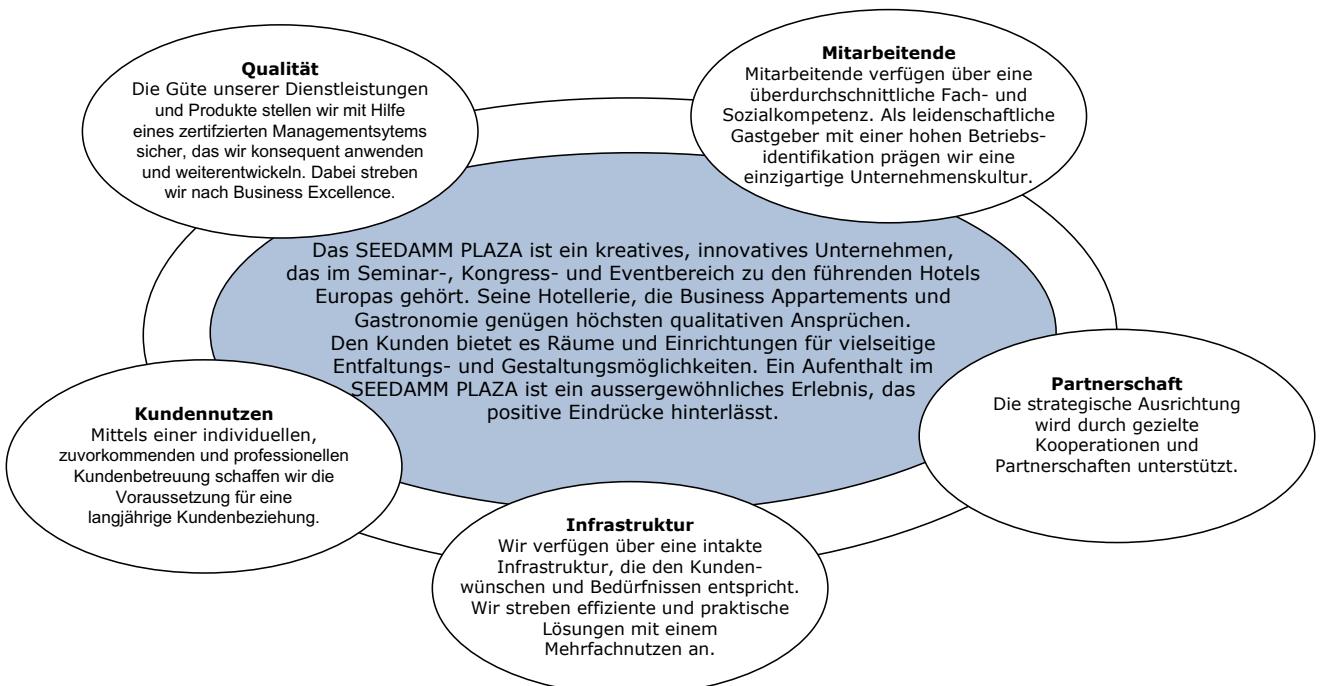 Qualität
Die Güte unserer Dienstleistungen
und Produkte stellen wir mit Hilfe
eines zertifzierten Managementsytems
sicher, das wir konsequent anwenden
und weiterentwickeln. Dabei streben
wir nach Business Excellence.
Mitarbeitende
Mitarbeitende verfügen über eine
überdurchschnittliche Fach- und
Sozialkompetenz. Als leidenschaftliche
Gastgeber mit einer hohen Betriebs-
identifikation prägen wir eine
einzigartige Unternehmenskultur.
Das SEEDAMM PLAZA ist ein kreatives, innovatives Unternehmen,
das im Seminar-, Kongress- und Eventbereich zu den führenden Hotels
Europas gehört. Seine Hotellerie, die Business Appartements und
Gastronomie genügen höchsten qualitativen Ansprüchen.
Den Kunden bietet es Räume und Einrichtungen für vielseitige
Entfaltungs- und Gestaltungsmöglichkeiten. Ein Aufenthalt im
SEEDAMM PLAZA ist ein aussergewöhnliches Erlebnis, das
positive Eindrücke hinterlässt.
Kundennutzen
Mittels einer individuellen,
zuvorkommenden und professionellen
Kundenbetreuung schaffen wir die
Voraussetzung für eine
langjährige Kundenbeziehung.
Partnerschaft
Die strategische Ausrichtung
wird durch gezielte
Kooperationen und
Partnerschaften unterstützt.
Infrastruktur
Wir verfügen über eine intakte
Infrastruktur, die den Kunden-
wünschen und Bedürfnissen entspricht.
Wir streben effiziente und praktische
Lösungen mit einem
Mehrfachnutzen an.